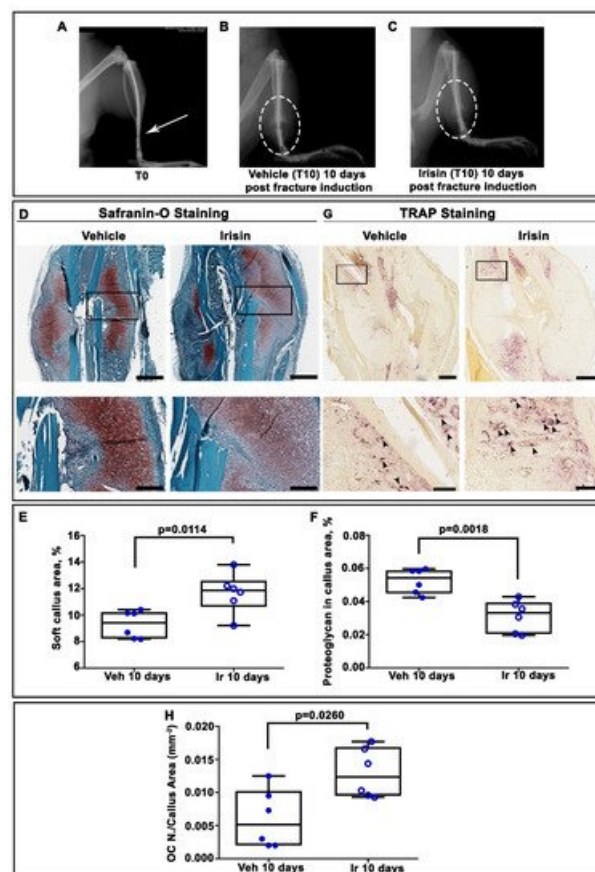 A
B
C
T0
Vehicle (T10) 10 days
post fracture induction
Irisin (T10) 10 days
post fracture induction
D
Safranin-O Staining
G
TRAP Staining
Vehicle
Irisin
Vehicle
Irisin
E
p=0.0114
Soft callus area, %
16
14
12
10
8
6
Veh 10 days
Ir 10 days
F
p=0.0018
Proteoglycan in callus area, %
0.08
0.06
0.04
0.02
0.00
Veh 10 days
Ir 10 days
H
p=0.0260
OC N./Callus Area (mm⁻²)
0.020
0.015
0.010
0.005
0.000
Veh 10 days
Ir 10 days